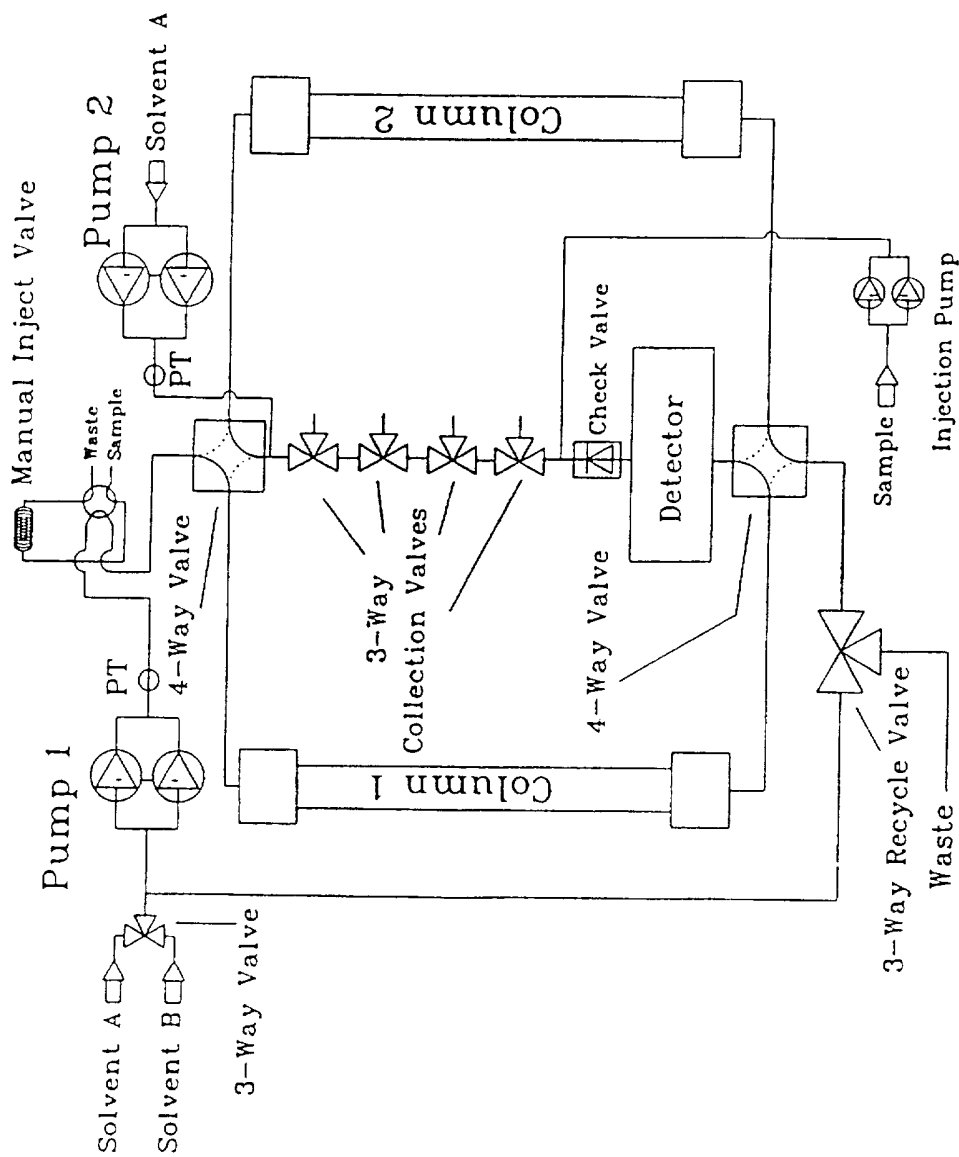 Manual Inject Valve
Waste
Sample
Pump 2
Solvent A
PT
Pump 1
PT
4-Way Valve
Solvent A
Solvent B
3-Way Valve
3-Way
Collection Valves
Check Valve
Column 1
Column 2
Detector
4-Way Valve
3-Way Recycle Valve
Waste
Sample
Injection Pump